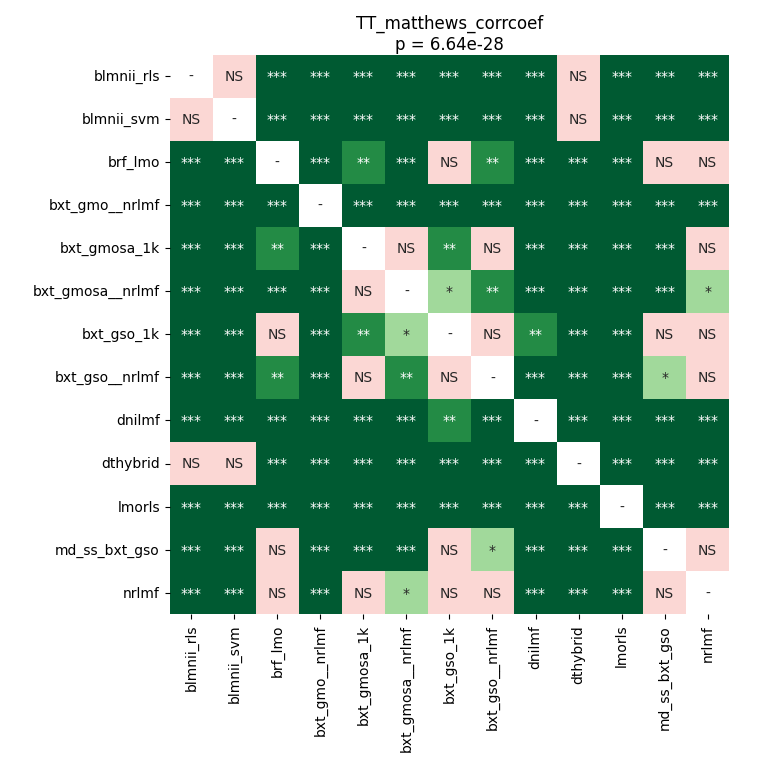 TT_matthews_corrcoef
p = 6.64e-28
blmnii_rls - NS *** *** *** *** *** *** *** NS *** *** ***
blmnii_svm NS - *** *** *** *** *** *** *** NS *** *** ***
brf_lmo *** *** - *** ** *** NS ** *** *** *** NS NS
bxt_gmo__nrlmf *** *** *** - *** *** *** *** *** *** *** *** ***
bxt_gmosa_1k *** *** ** *** - NS ** NS *** *** *** *** NS
bxt_gmosa__nrlmf *** *** *** *** NS - * ** *** *** *** *** *
bxt_gso_1k *** *** NS *** ** * - NS ** *** *** NS NS
bxt_gso__nrlmf *** *** ** *** NS ** NS - *** *** *** * NS
dnilmf *** *** *** *** *** *** ** *** - *** *** *** ***
dthybrid NS NS *** *** *** *** *** *** *** - *** *** ***
lmorls *** *** *** *** *** *** *** *** *** *** - *** ***
md_ss_bxt_gso *** *** NS *** *** *** NS * *** *** *** - NS
nrlmf *** *** NS *** NS * NS NS *** *** *** NS -
blmnii_rls
blmnii_svm
brf_lmo
bxt_gmo__nrlmf
bxt_gmosa_1k
bxt_gmosa__nrlmf
bxt_gso_1k
bxt_gso__nrlmf
dnilmf
dthybrid
lmorls
md_ss_bxt_gso
nrlmf